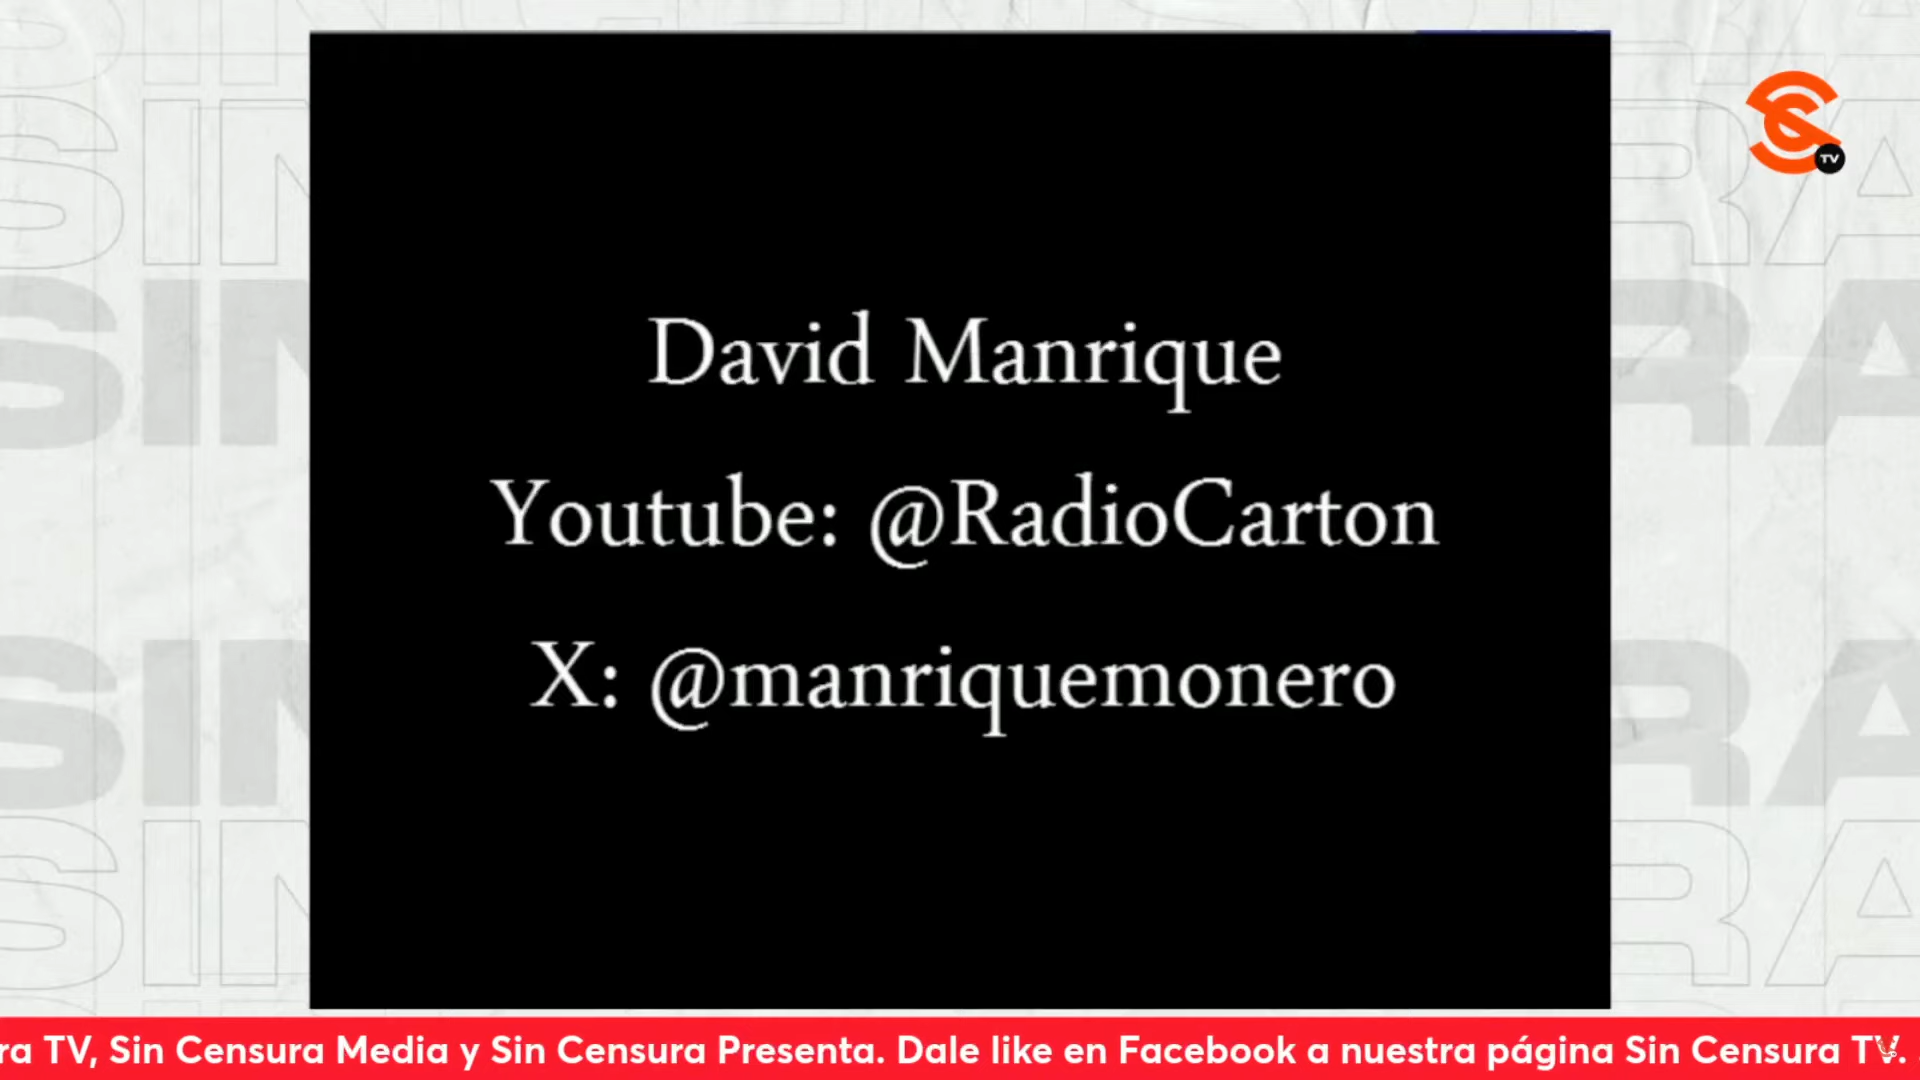 TV
David Manrique
Youtube: @RadioCarton
X: @manriquemonero
ra TV, Sin Censura Media y Sin Censura Presenta. Dale like en Facebook a nuestra página Sin Censura TV.